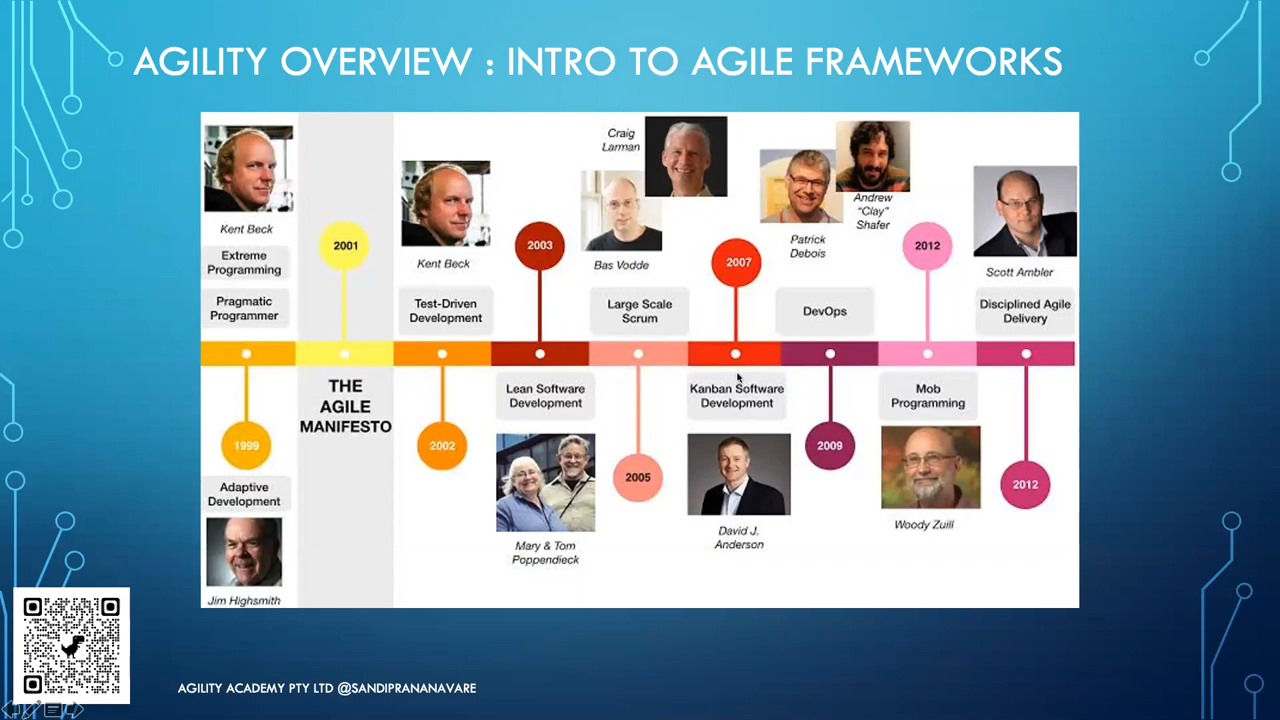 AGILITY OVERVIEW : INTRO TO AGILE FRAMEWORKS
Kent Beck
Extreme
Programming
Pragmatic
Programmer
1999
Adaptive
Development
Jim Highsmith
2001
THE
AGILE
MANIFESTO
Kent Beck
Test-Driven
Development
2002
2003
Lean Software
Development
Mary & Tom
Poppendieck
Craig
Larman
Bas Vodde
Large Scale
Scrum
2005
2007
Kanban Software
Development
David J.
Anderson
Patrick
Debois
Andrew
"Clay"
Shafer
DevOps
2009
2012
Mob
Programming
Woody Zuill
Scott Ambler
Disciplined Agile
Delivery
2012
AGILITY ACADEMY PTY LTD @SANDIPRANANAVARE